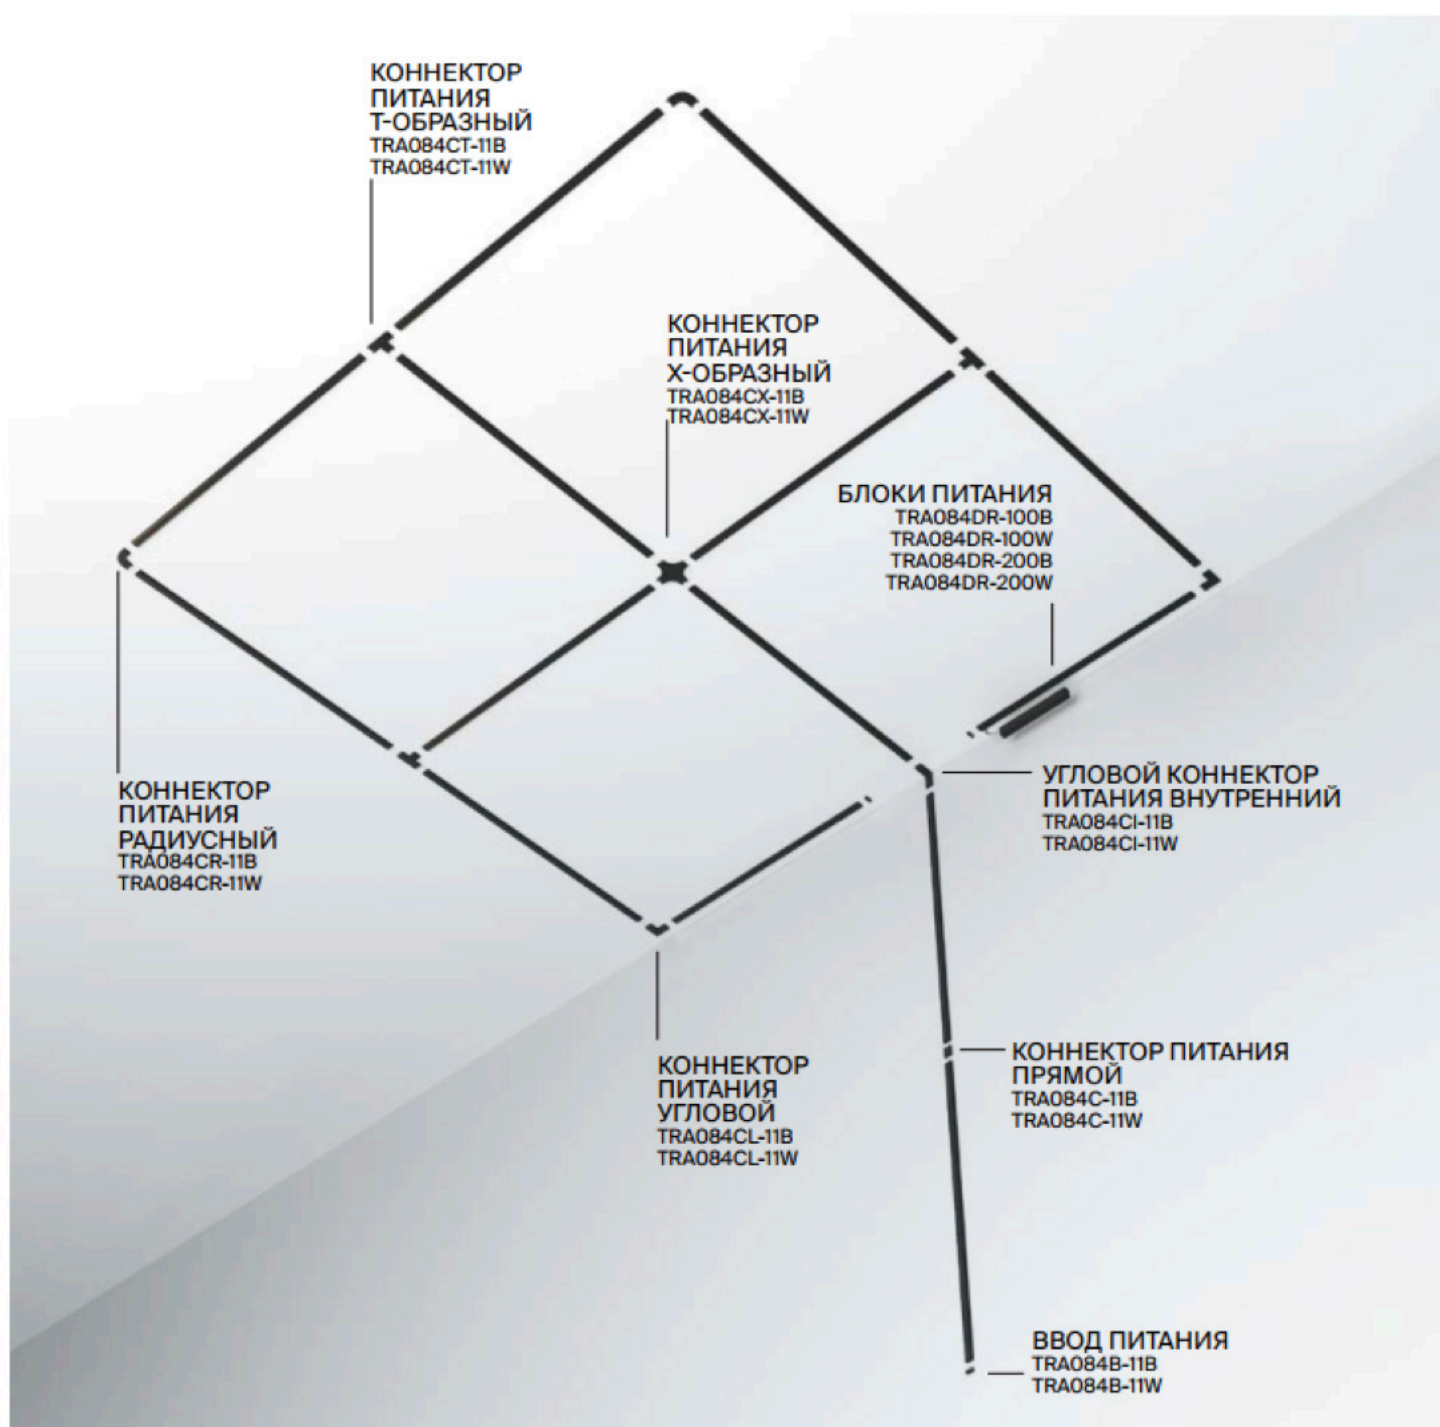 КОННЕКТОР
ПИТАНИЯ
Т-ОБРАЗНЫЙ
TRA084CT-11B
TRA084CT-11W
КОННЕКТОР
ПИТАНИЯ
Х-ОБРАЗНЫЙ
TRA084CX-11B
TRA084CX-11W
БЛОКИ ПИТАНИЯ
TRA084DR-100B
TRA084DR-100W
TRA084DR-200B
TRA084DR-200W
КОННЕКТОР
ПИТАНИЯ
РАДИУСНЫЙ
TRA084CR-11B
TRA084CR-11W
УГЛОВОЙ КОННЕКТОР
ПИТАНИЯ ВНУТРЕННИЙ
TRA084CI-11B
TRA084CI-11W
КОННЕКТОР
ПИТАНИЯ
УГЛОВОЙ
TRA084CL-11B
TRA084CL-11W
КОННЕКТОР ПИТАНИЯ
ПРЯМОЙ
TRA084C-11B
TRA084C-11W
ВВОД ПИТАНИЯ
TRA084B-11B
TRA084B-11W